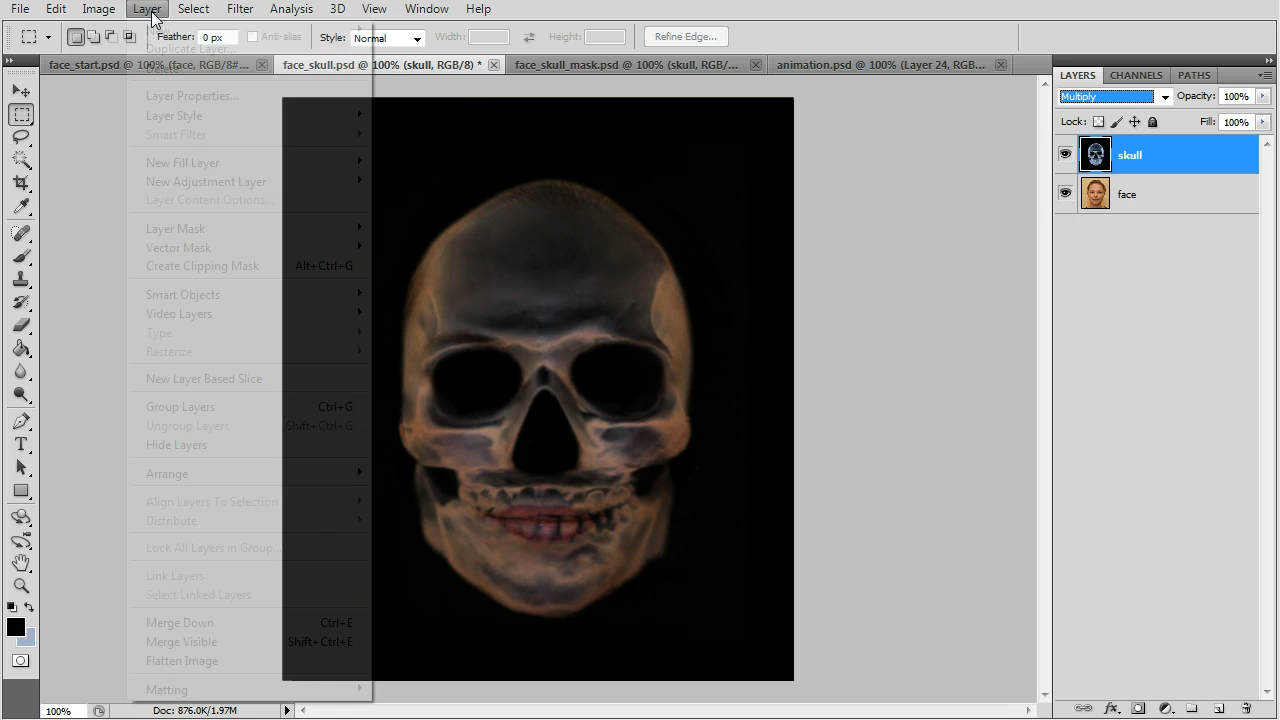 File Edit Image Layer Select Filter Analysis 3D View Window Help
Feather: 0 px Anti-alias Style: Normal Width: Height: Refine Edge...
face_start.psd @ 100% (face, RGB/8#... face_skull.psd @ 100% (skull, RGB/8) * face_skull_mask.psd @ 100% (skull, RGB/... animation.psd @ 100% (Layer 24, RGB...
Duplicate Layer...
Delete
Layer Properties...
Layer Style
Smart Filter
New Fill Layer
New Adjustment Layer
Layer Content Options...
Layer Mask
Vector Mask
Create Clipping Mask Alt+Ctrl+G
Smart Objects
Video Layers
Type
Rasterize
New Layer Based Slice
Group Layers Ctrl+G
Ungroup Layers Shift+Ctrl+G
Hide Layers
Arrange
Align Layers To Selection
Distribute
Lock All Layers in Group...
Link Layers
Select Linked Layers
Merge Down Ctrl+E
Merge Visible Shift+Ctrl+E
Flatten Image
Matting
LAYERS CHANNELS PATHS
Multiply Opacity: 100%
Lock: Fill: 100%
skull
face
100% Doc: 876.0K/1.97M